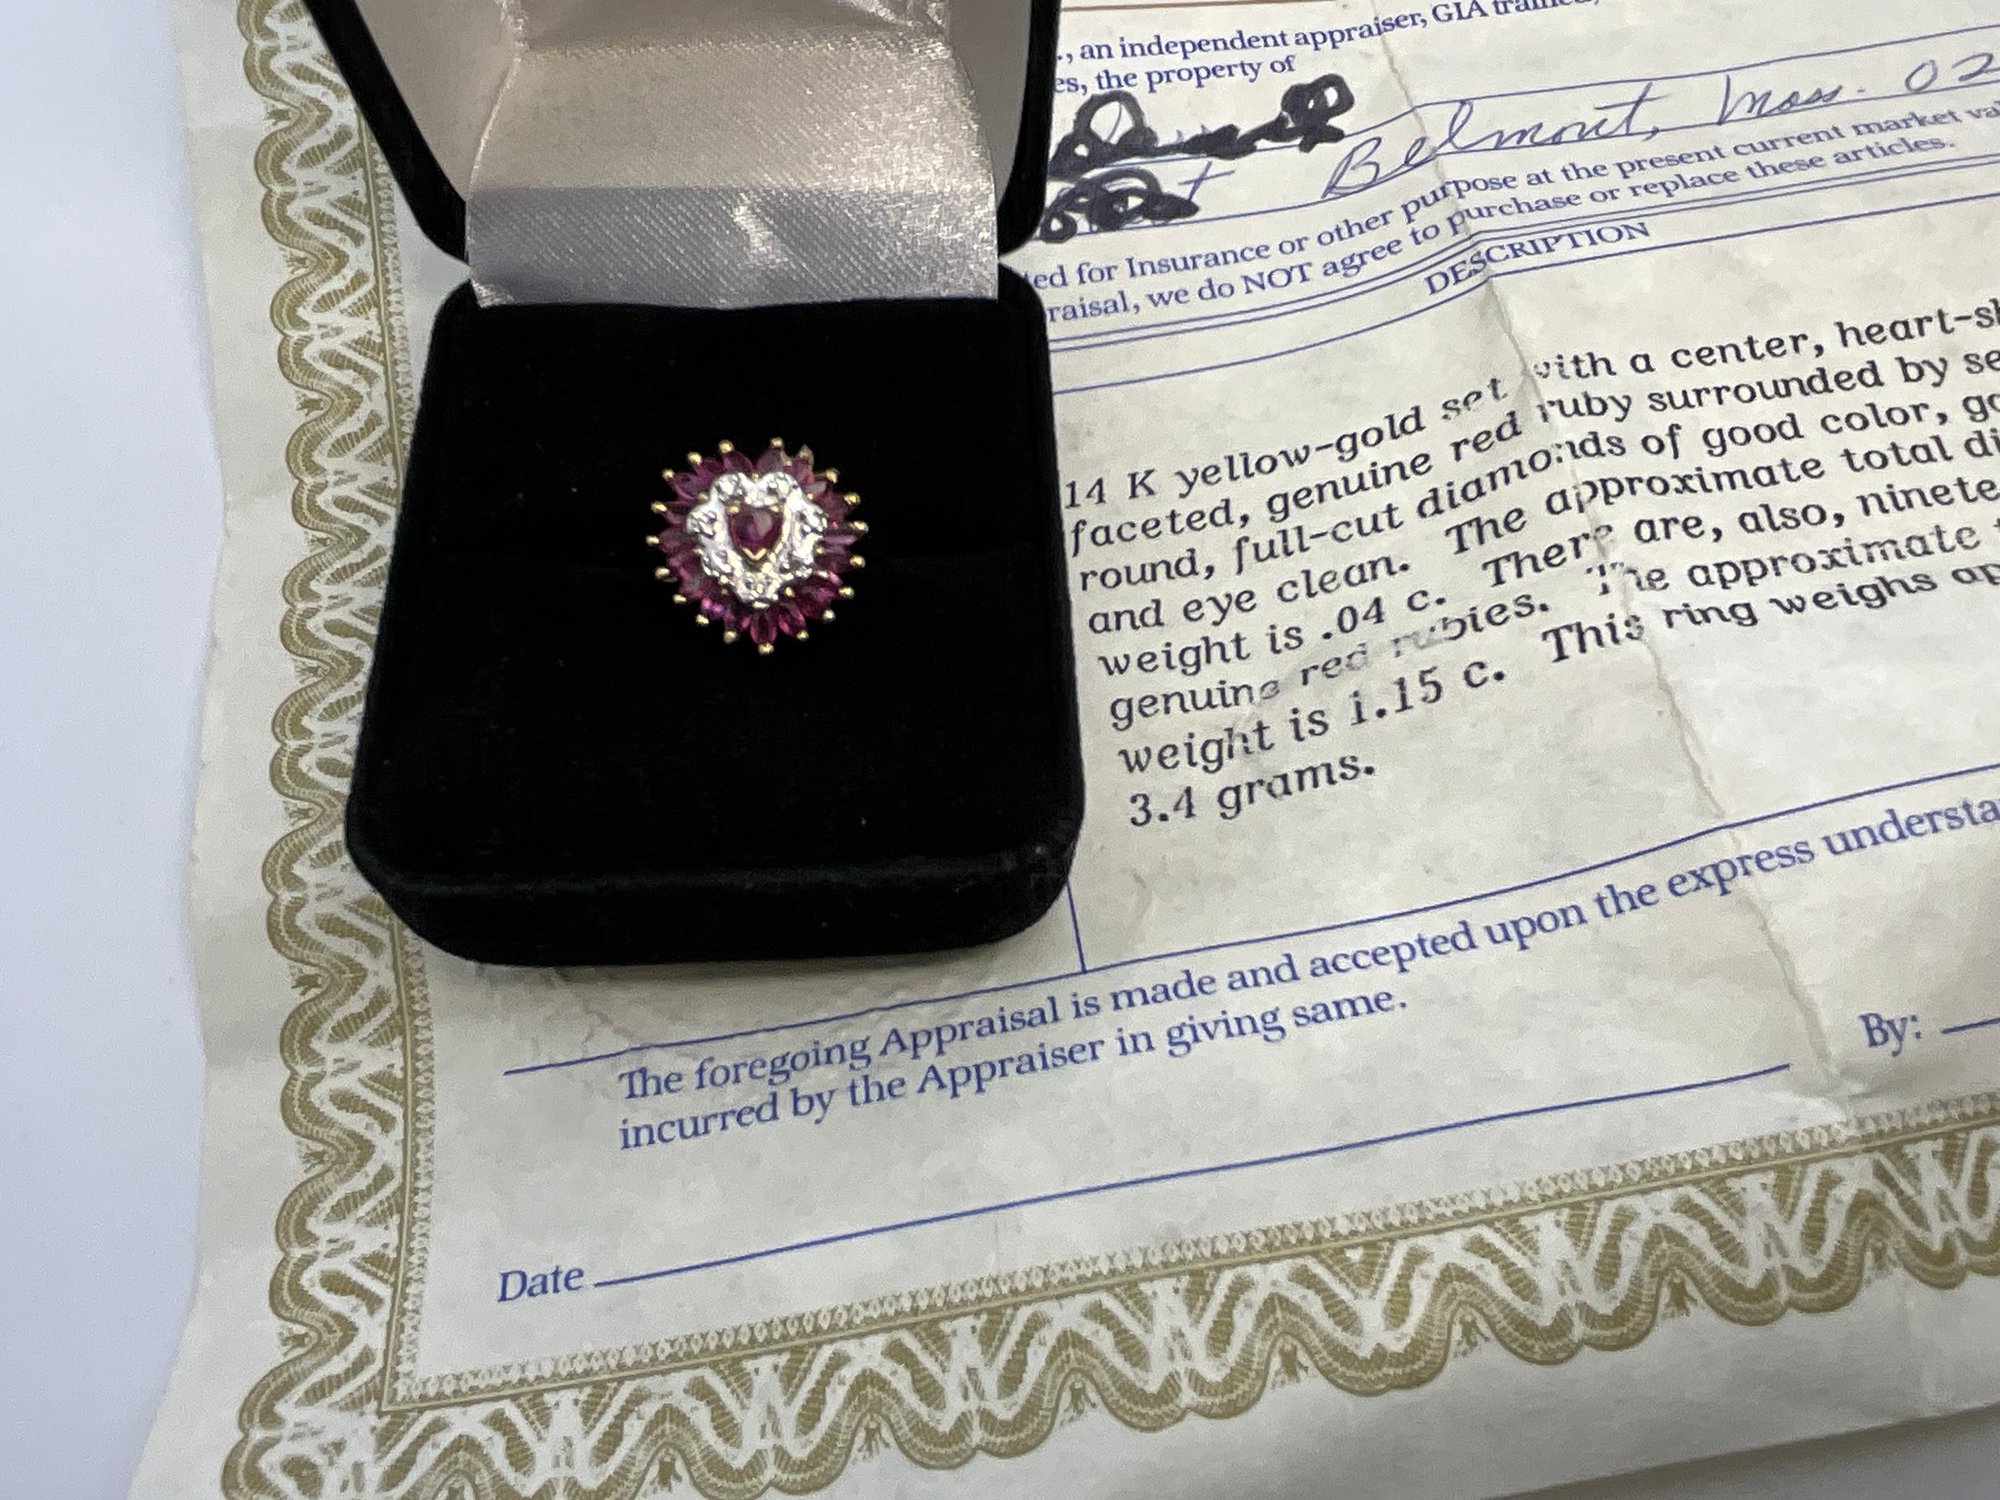 ., an independent appraiser, GIA
es, the property of
Belmont, Mass. 02
ted for Insurance or other purpose at the present current market va
raisal, we do NOT agree to purchase or replace these articles.
DESCRIPTION
14 K yellow-gold set with a center, heart-sh
faceted, genuine red ruby surrounded by se
round, full-cut diamonds of good color, go
and eye clean. The approximate total di
weight is .04 c. There are, also, ninete
genuine red rubies. The approximate t
weight is 1.15 c. This ring weighs ap
3.4 grams.
The foregoing Appraisal is made and accepted upon the express understa
incurred by the Appraiser in giving same.
By:
Date